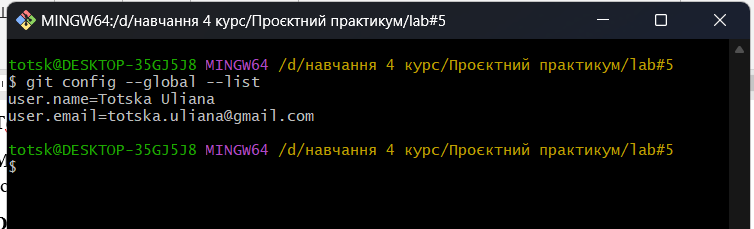 MINGW64:/d/навчання 4 курс/Проєктний практикум/lab#5
totsk@DESKTOP-35GJ5J8 MINGW64 /d/навчання 4 курс/Проєктний практикум/lab#5
$ git config --global --list
user.name=Totska Uliana
user.email=totska.uliana@gmail.com
totsk@DESKTOP-35GJ5J8 MINGW64 /d/навчання 4 курс/Проєктний практикум/lab#5
$